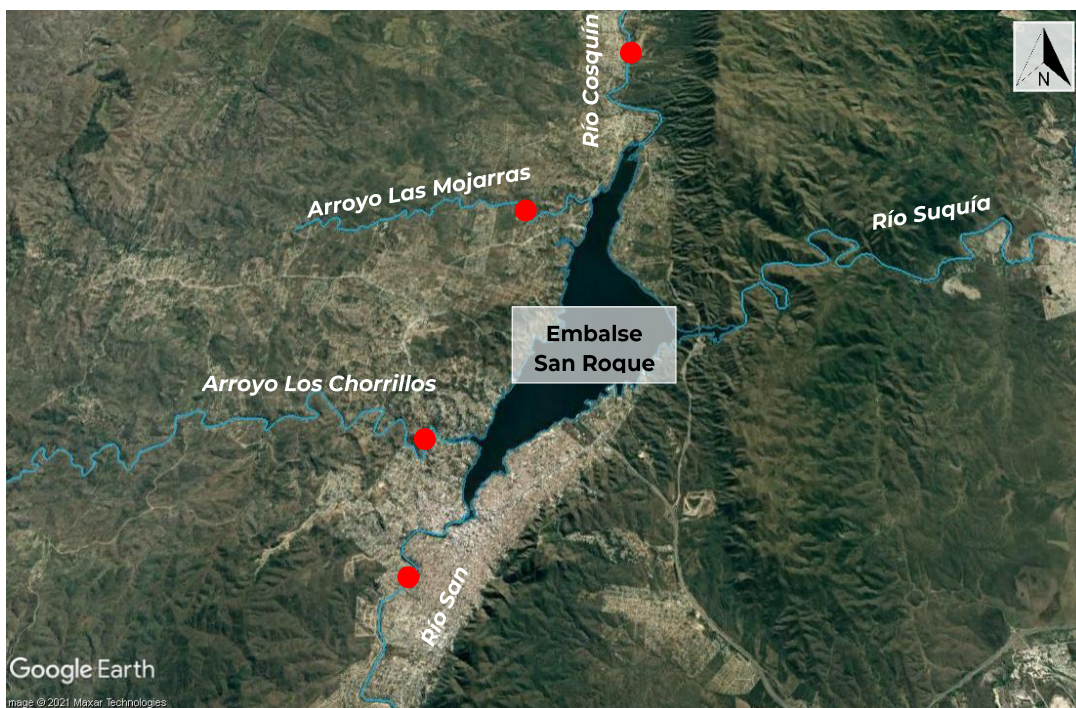 Río Cosquín
N
Arroyo Las Mojarras
Río Suquía
Embalse
San Roque
Arroyo Los Chorrillos
Río San
Google Earth
mage © 2021 Maxar Technologies